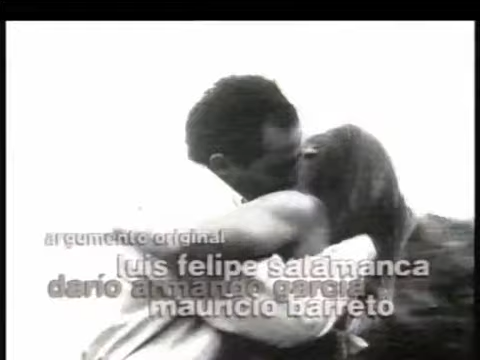 argumento original
luis felipe salamanca
darío armando garcía
mauricio barreto